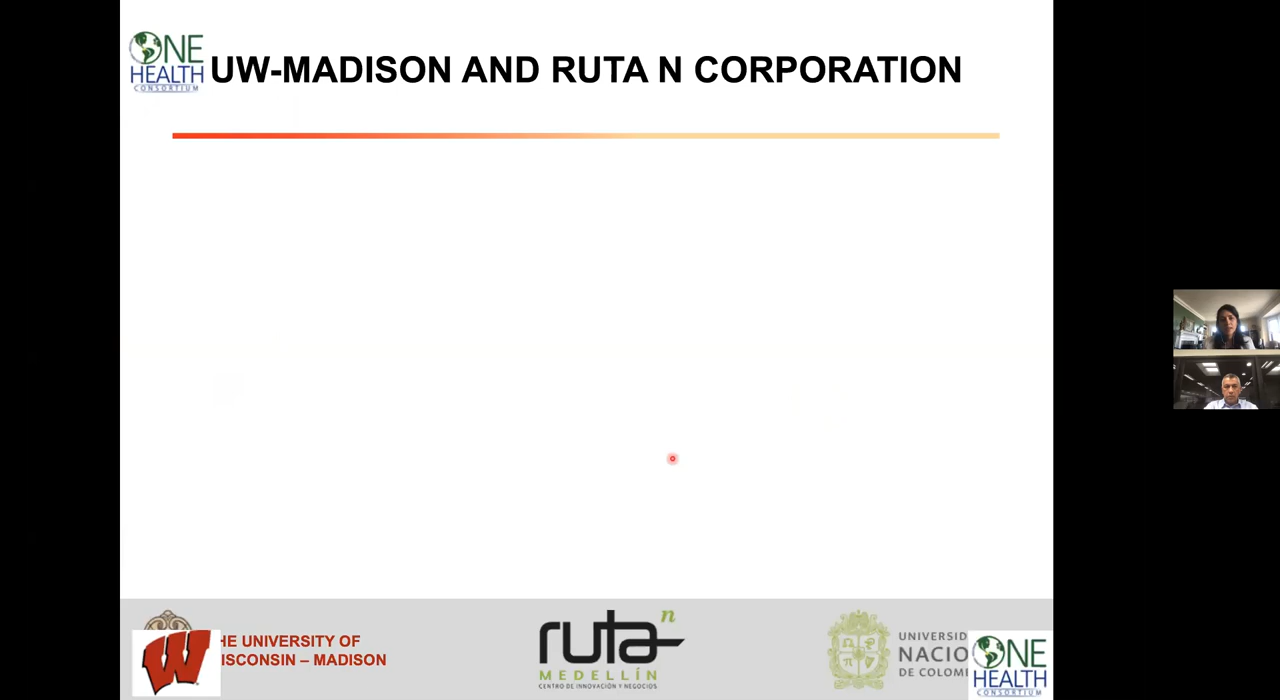 ONE
HEALTH
CONSORTIUM
UW-MADISON AND RUTA N CORPORATION
HE UNIVERSITY OF
ISCONSIN – MADISON
W
ruta n
MEDELLÍN
CENTRO DE INNOVACIÓN Y NEGOCIOS
UNIVERSID
NACIO
DE COLOM
ONE
HEALTH
CONSORTIUM